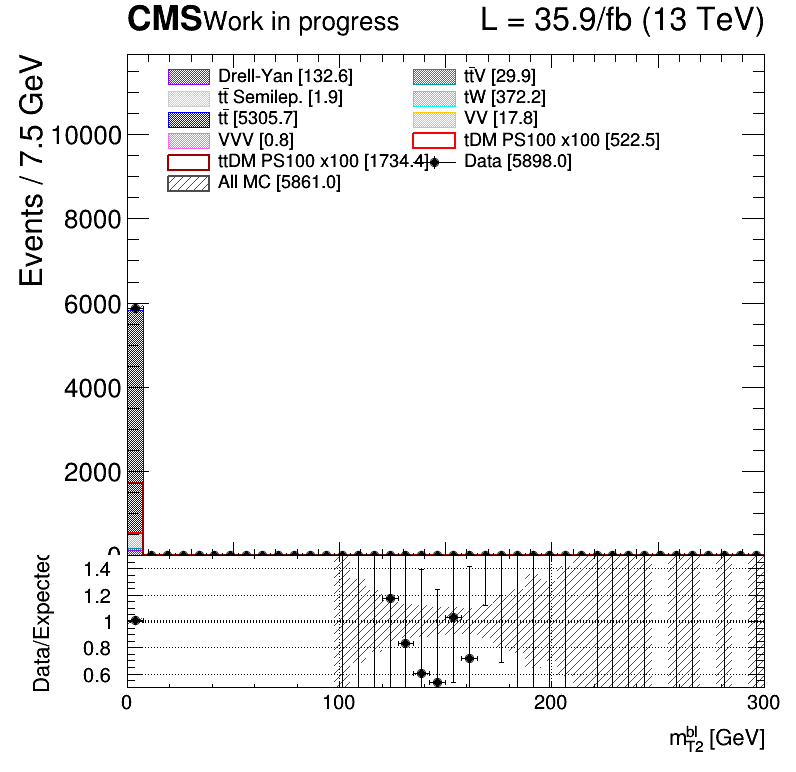 CMS Work in progress L = 35.9/fb (13 TeV)
Drell-Yan [132.6] tt̄V [29.9]
tt̄ Semilep. [1.9] tW [372.2]
tt̄ [5305.7] VV [17.8]
VVV [0.8] tDM PS100 x100 [522.5]
ttDM PS100 x100 [1734.4] Data [5898.0]
All MC [5861.0]
Events / 7.5 GeV
10000
8000
6000
4000
2000
0
Data/Expected
1.4
1.2
1
0.8
0.6
0 100 200 300
m_{T2}^{bl} [GeV]